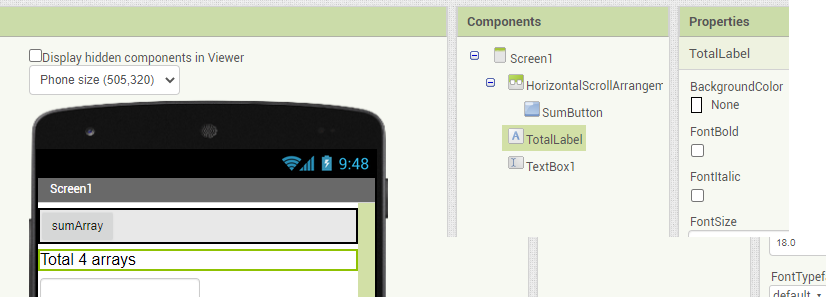 Components
Properties
Display hidden components in Viewer
Phone size (505,320)
Screen1
HorizontalScrollArrangem
SumButton
TotalLabel
TextBox1
TotalLabel
BackgroundColor
None
FontBold
FontItalic
FontSize
18.0
FontTypefa
default
9:48
Screen1
sumArray
Total 4 arrays